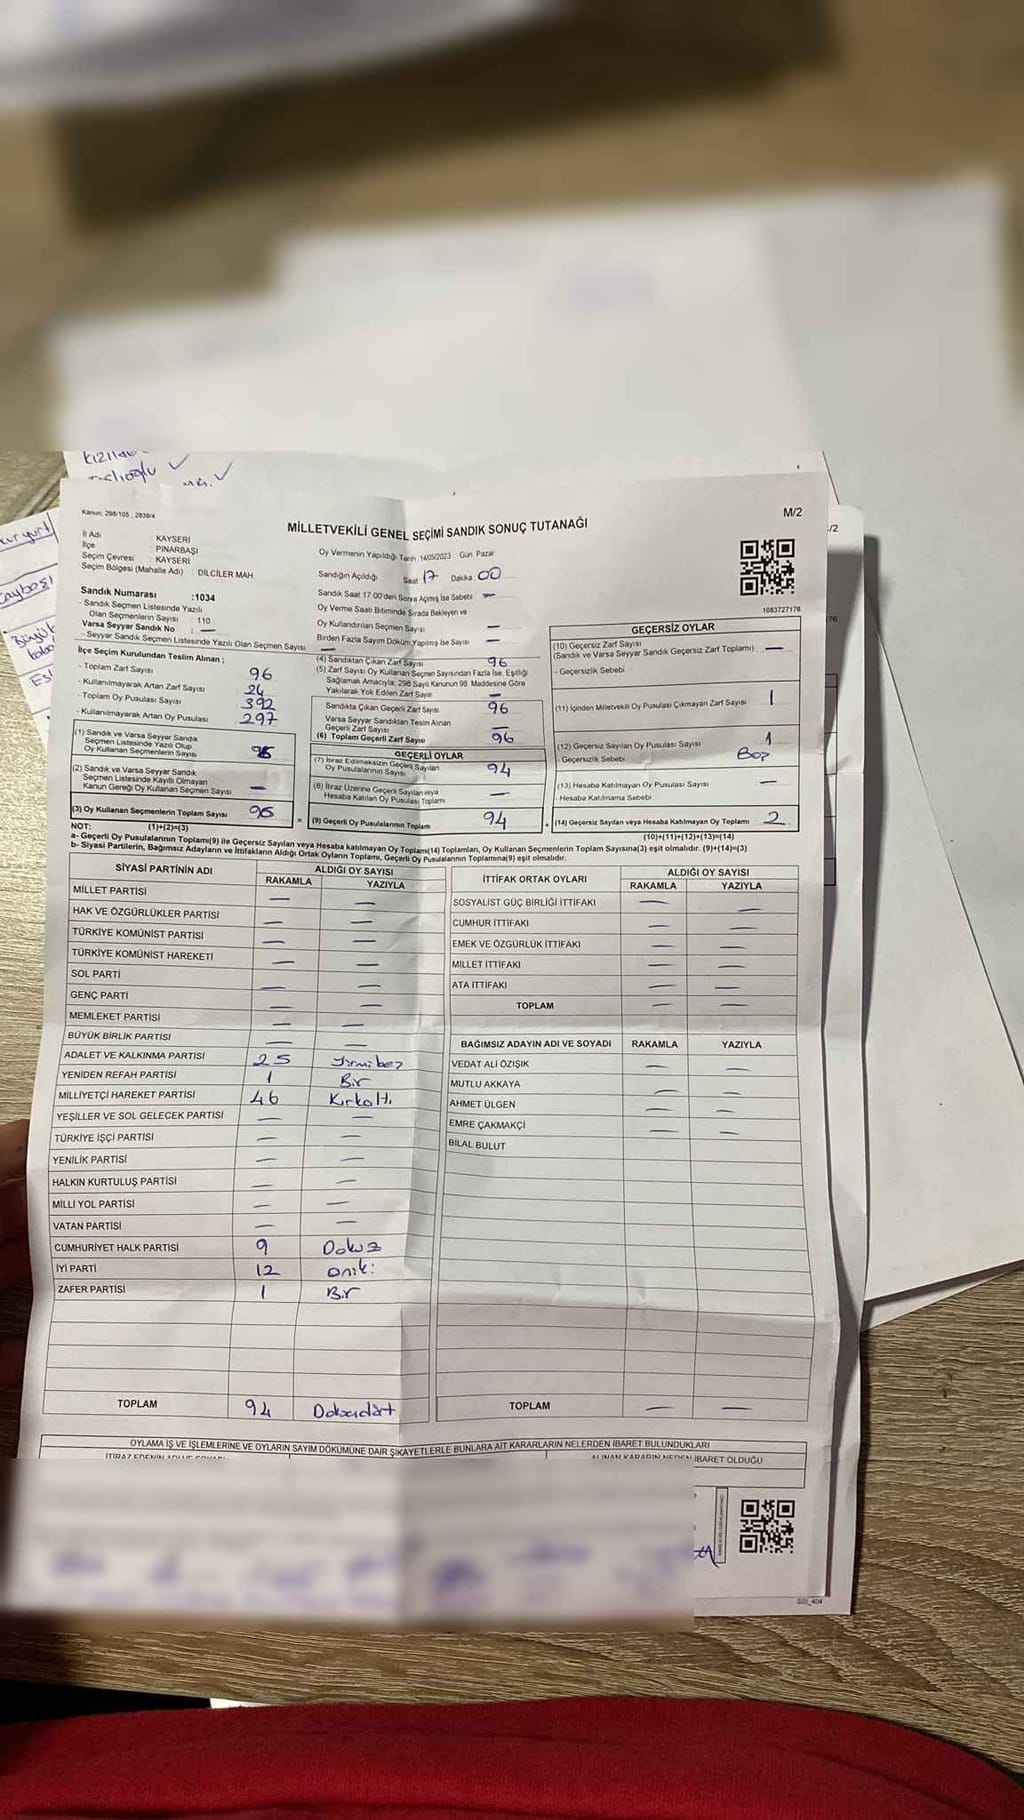 Kanun: 298/105, 2839/4
M/2
MİLLETVEKİLİ GENEL SEÇİMİ SANDIK SONUÇ TUTANAĞI
İl Adı : KAYSERİ
İlçe : PINARBAŞI
Seçim Çevresi : KAYSERİ
Seçim Bölgesi (Mahalle Adı) : DİLCİLER MAH
Sandık Numarası :1034
- Sandık Seçmen Listesinde Yazılı
Olan Seçmenlerin Sayısı : 110
Varsa Seyyar Sandık No : —
- Seyyar Sandık Seçmen Listesinde Yazılı Olan Seçmen Sayısı : —
Oy Vermenin Yapıldığı Tarih 14/05/2023 Gün Pazar
Sandığın Açıldığı Saat 17 Dakika 00
Sandık Saat 17:00'den Sonra Açılmış İse Sebebi —
Oy Verme Saati Bitiminde Sırada Bekleyen ve
Oy Kullandırılan Seçmen Sayısı —
Birden Fazla Sayım Döküm Yapılmış İse Sayısı —
1083727176
İlçe Seçim Kurulundan Teslim Alınan ;
- Toplam Zarf Sayısı 96
- Kullanılmayarak Artan Zarf Sayısı 24
- Toplam Oy Pusulası Sayısı 392
- Kullanılmayarak Artan Oy Pusulası 297
(1) Sandık ve Varsa Seyyar Sandık
Seçmen Listesinde Yazılı Olup
Oy Kullanan Seçmenlerin Sayısı
(2) Sandık ve Varsa Seyyar Sandık
Seçmen Listesinde Kayıtlı Olmayan
Kanun Gereği Oy Kullanan Seçmen Sayısı —
(3) Oy Kullanan Seçmenlerin Toplam Sayısı
(1)+(2)=(3)
(4) Sandıktan Çıkan Zarf Sayısı 96
(5) Zarf Sayısı Oy Kullanan Seçmen Sayısından Fazla İse, Eşitliği
Sağlamak Amacıyla, 298 Sayılı Kanunun 98. Maddesine Göre
Yakılarak Yok Edilen Zarf Sayısı —
Sandıkta Çıkan Geçerli Zarf Sayısı 96
Varsa Seyyar Sandıktan Teslim Alınan
Geçerli Zarf Sayısı —
(6) Toplam Geçerli Zarf Sayısı 96
GEÇERLİ OYLAR
(7) İtiraz Edilmeksizin Geçerli Sayılan
Oy Pusulalarının Sayısı 94
(8) İtiraz Üzerine Geçerli Sayılan veya
Hesaba Katılan Oy Pusulası Toplamı —
(9) Geçerli Oy Pusulalarının Toplamı 94
GEÇERSİZ OYLAR
(10) Geçersiz Zarf Sayısı
(Sandık ve Varsa Seyyar Sandık Geçersiz Zarf Toplamı) —
- Geçersizlik Sebebi
(11) İçinden Milletvekili Oy Pusulası Çıkmayan Zarf Sayısı 1
(12) Geçersiz Sayılan Oy Pusulası Sayısı 1
- Geçersizlik Sebebi Boş
(13) Hesaba Katılmayan Oy Pusulası Sayısı —
- Hesaba Katılmama Sebebi
(14) Geçersiz Sayılan veya Hesaba Katılmayan Oy Toplamı 2
(10)+(11)+(12)+(13)=(14)
NOT:
a- Geçerli Oy Pusulalarının Toplamı(9) ile Geçersiz Sayılan veya Hesaba katılmayan Oy Toplamı(14) Toplamları, Oy Kullanan Seçmenlerin Toplam Sayısına(3) eşit olmalıdır. (9)+(14)=(3)
b- Siyasi Partilerin, Bağımsız Adayların ve İttifakların Aldığı Ortak Oyların Toplamı, Geçerli Oy Pusulalarının Toplamına(9) eşit olmalıdır.
SİYASİ PARTİNİN ADI ALDIĞI OY SAYISI
RAKAMLA YAZIYLA
MİLLET PARTİSİ — —
HAK VE ÖZGÜRLÜKLER PARTİSİ — —
TÜRKİYE KOMÜNİST PARTİSİ — —
TÜRKİYE KOMÜNİST HAREKETİ — —
SOL PARTİ — —
GENÇ PARTİ — —
MEMLEKET PARTİSİ — —
BÜYÜK BİRLİK PARTİSİ — —
ADALET VE KALKINMA PARTİSİ 25 Yirmibeş
YENİDEN REFAH PARTİSİ 1 Bir
MİLLİYETÇİ HAREKET PARTİSİ 46 Kırkaltı
YEŞİLLER VE SOL GELECEK PARTİSİ — —
TÜRKİYE İŞÇİ PARTİSİ — —
YENİLİK PARTİSİ — —
HALKIN KURTULUŞ PARTİSİ — —
MİLLİ YOL PARTİSİ — —
VATAN PARTİSİ — —
CUMHURİYET HALK PARTİSİ 9 Dokuz
İYİ PARTİ 12 oniki
ZAFER PARTİSİ 1 Bir
TOPLAM 94 Doksandört
İTTİFAK ORTAK OYLARI ALDIĞI OY SAYISI
RAKAMLA YAZIYLA
SOSYALİST GÜÇ BİRLİĞİ İTTİFAKI — —
CUMHUR İTTİFAKI — —
EMEK VE ÖZGÜRLÜK İTTİFAKI — —
MİLLET İTTİFAKI — —
ATA İTTİFAKI — —
TOPLAM — —
BAĞIMSIZ ADAYIN ADI VE SOYADI RAKAMLA YAZIYLA
VEDAT ALİ ÖZIŞIK — —
MUTLU AKKAYA — —
AHMET ÜLGEN — —
EMRE ÇAKMAKÇİ — —
BİLAL BULUT
TOPLAM — —
OYLAMA İŞ VE İŞLEMLERİNE VE OYLARIN SAYIM DÖKÜMÜNE DAİR ŞİKAYETLERLE BUNLARA AİT KARARLARIN NELERDEN İBARET BULUNDUKLARI
İTİRAZ EDENİN
ALINAN KARARIN NEDEN İBARET OLDUĞU
/2